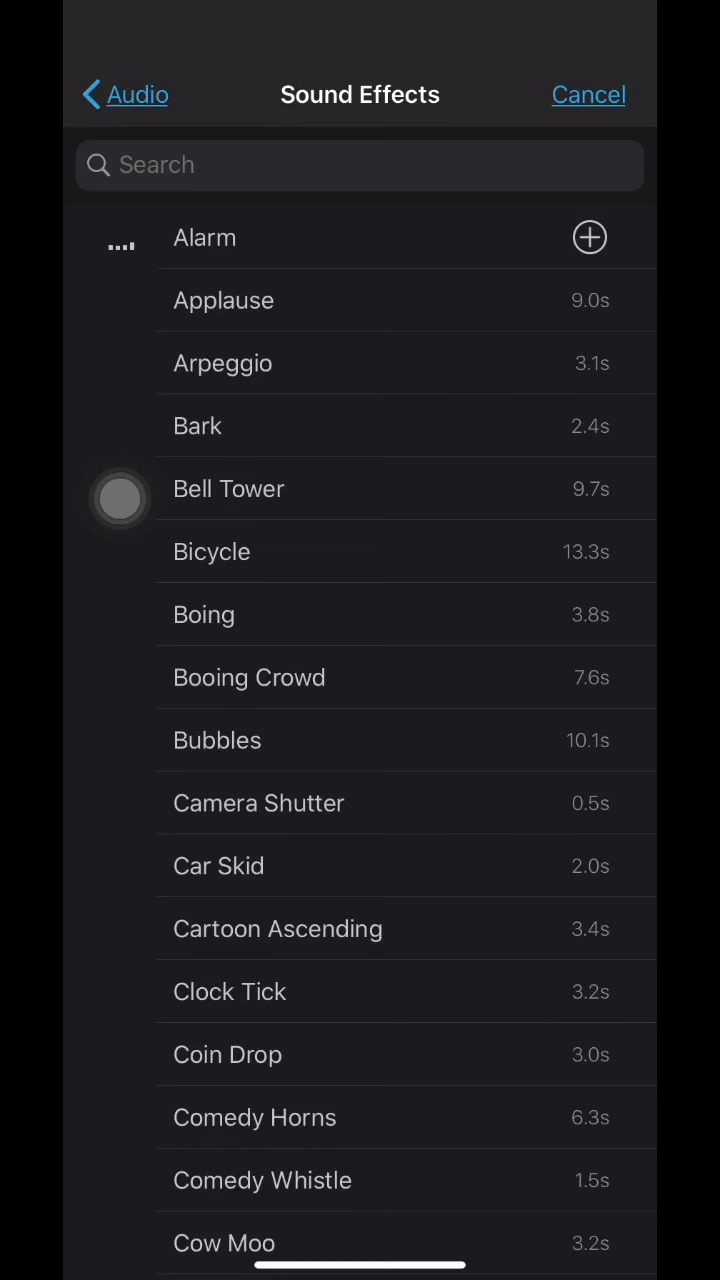 Audio Sound Effects Cancel
Search
Alarm
Applause 9.0s
Arpeggio 3.1s
Bark 2.4s
Bell Tower 9.7s
Bicycle 13.3s
Boing 3.8s
Booing Crowd 7.6s
Bubbles 10.1s
Camera Shutter 0.5s
Car Skid 2.0s
Cartoon Ascending 3.4s
Clock Tick 3.2s
Coin Drop 3.0s
Comedy Horns 6.3s
Comedy Whistle 1.5s
Cow Moo 3.2s